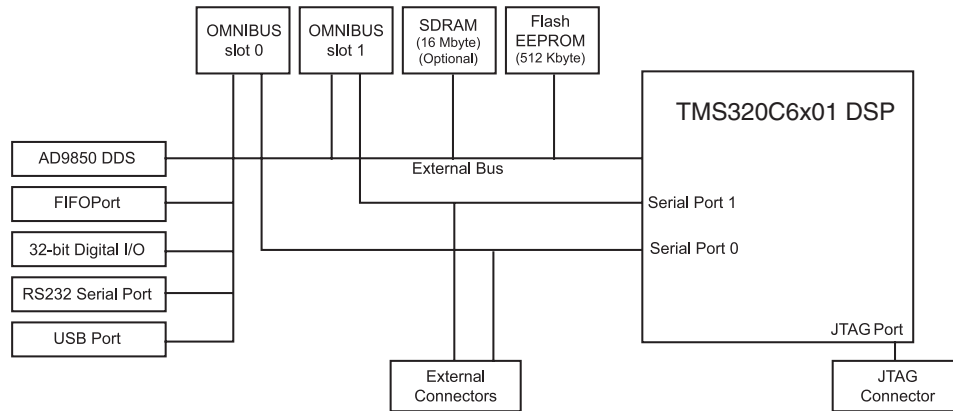 OMNIBUS
slot 0
OMNIBUS
slot 1
SDRAM
(16 Mbyte)
(Optional)
Flash
EEPROM
(512 Kbyte)
TMS320C6x01 DSP
AD9850 DDS
External Bus
FIFOPort
Serial Port 1
32-bit Digital I/O
Serial Port 0
RS232 Serial Port
USB Port
JTAG Port
External
Connectors
JTAG
Connector